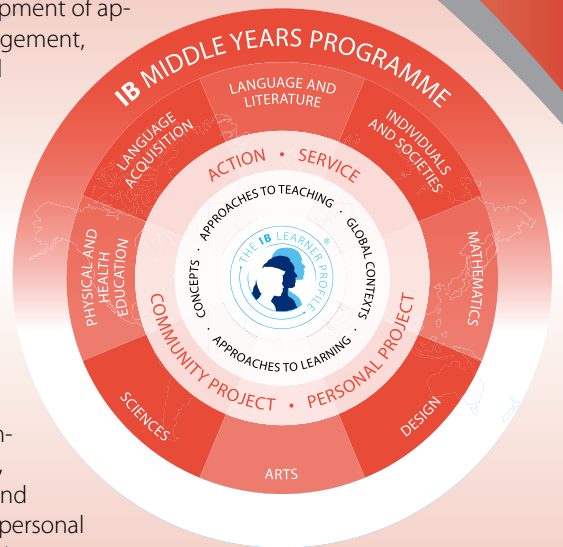 pment of ap-
gement,
IB MIDDLE YEARS PROGRAMME
LANGUAGE AND
LITERATURE
LANGUAGE
ACQUISITION
INDIVIDUALS
AND SOCIETIES
ACTION • SERVICE
APPROACHES TO TEACHING
GLOBAL CONTEXTS
CONCEPTS
APPROACHES TO LEARNING
THE IB LEARNER PROFILE
®
PHYSICAL AND
HEALTH
EDUCATION
MATHEMATICS
COMMUNITY PROJECT • PERSONAL PROJECT
SCIENCES
DESIGN
ARTS
n-
nd
personal